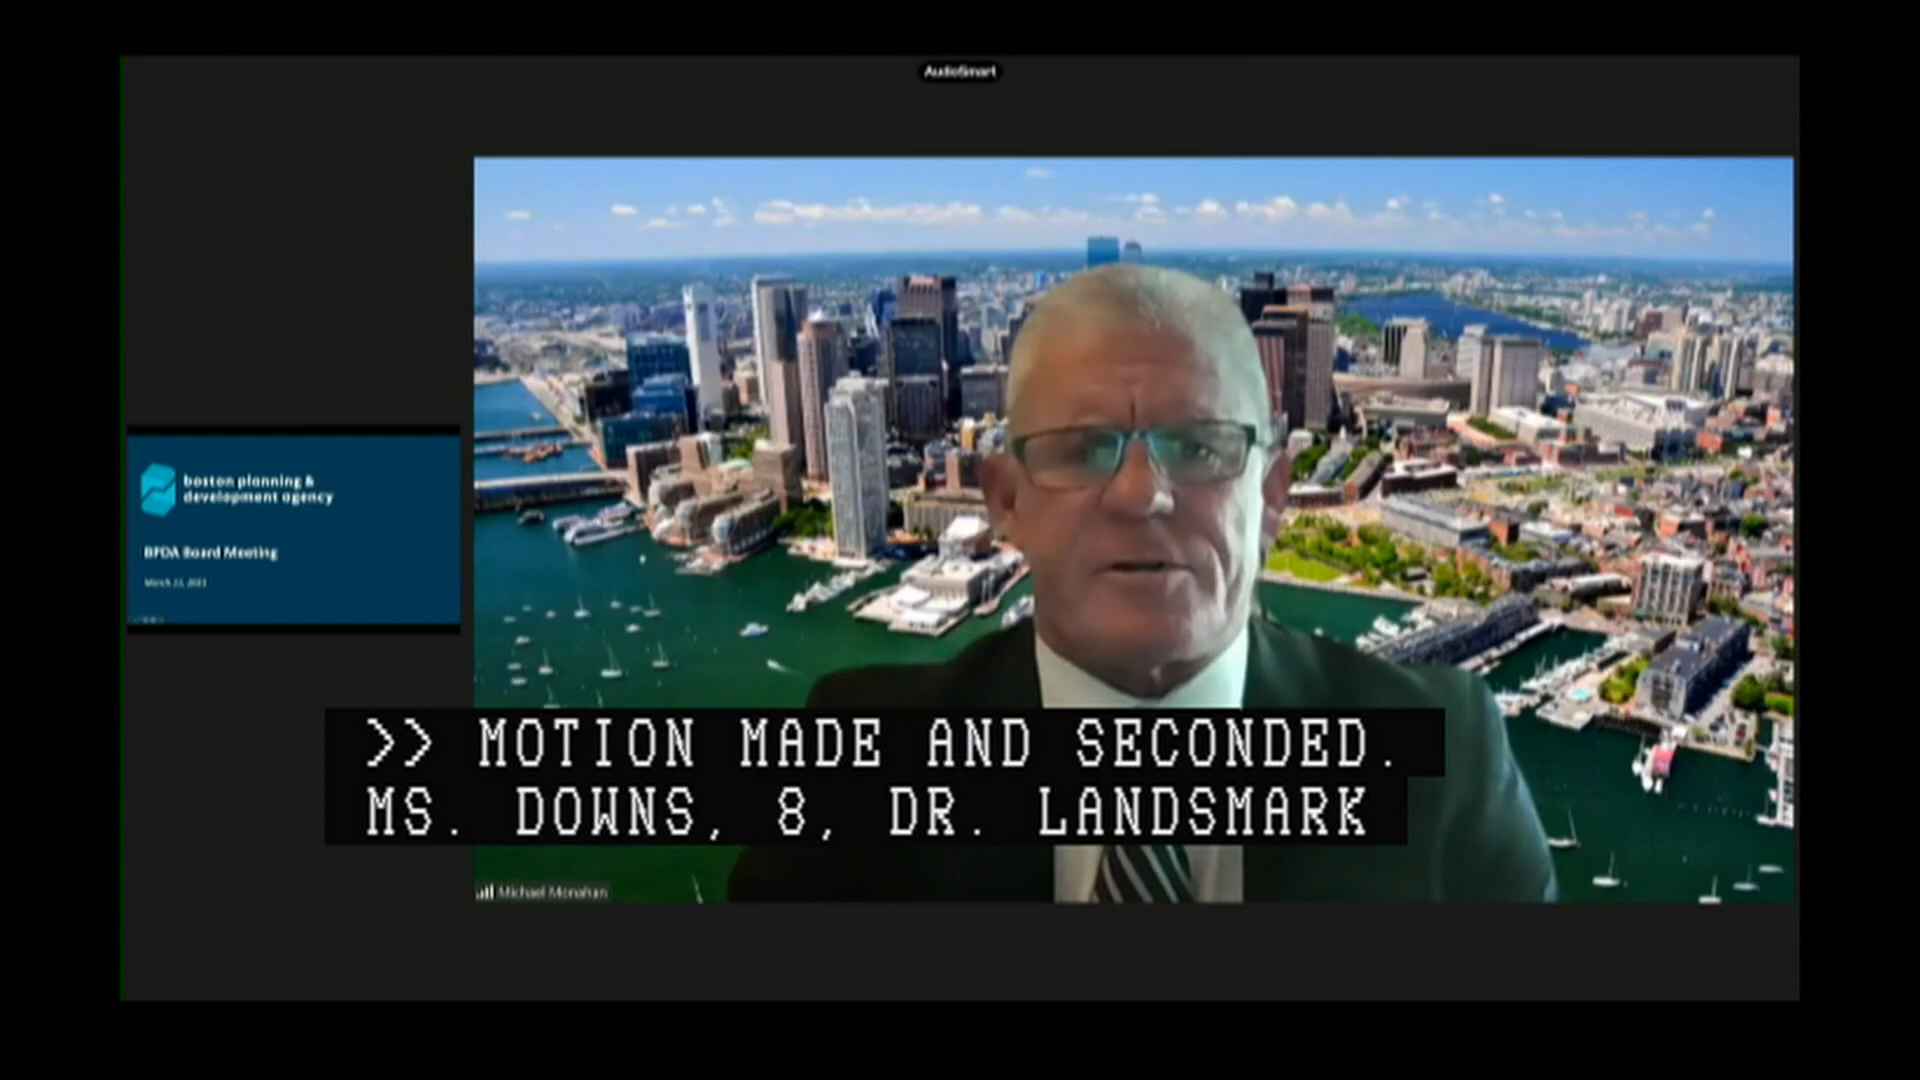 AudioSmart
boston planning &
development agency
BPDA Board Meeting
>> MOTION MADE AND SECONDED.
MS. DOWNS, 8, DR. LANDSMARK
Michael Monahan